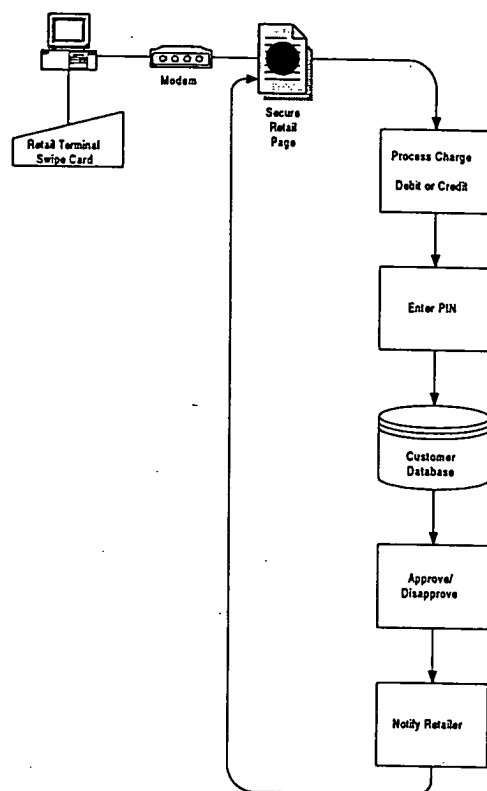 Modem
Secure
Retail
Page
Retail Terminal
Swipe Card
Process Charge
Debit or Credit
Enter PIN
Customer
Database
Approve/
Disapprove
Notify Retailer